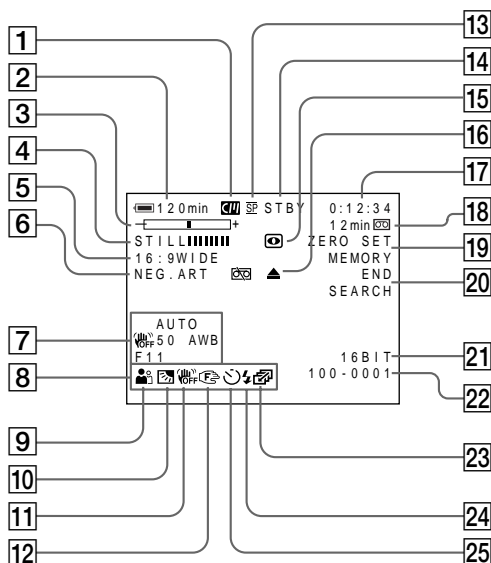 1
2
3
4
5
6
7
8
9
10
11
12
13
14
15
16
17
18
19
20
21
22
23
24
25
120min SP STBY 0:12:34
− + 12min
STILL ZERO SET
16:9WIDE MEMORY
NEG.ART END
SEARCH
AUTO
OFF 50 AWB
F11 16BIT
100-0001
OFF F